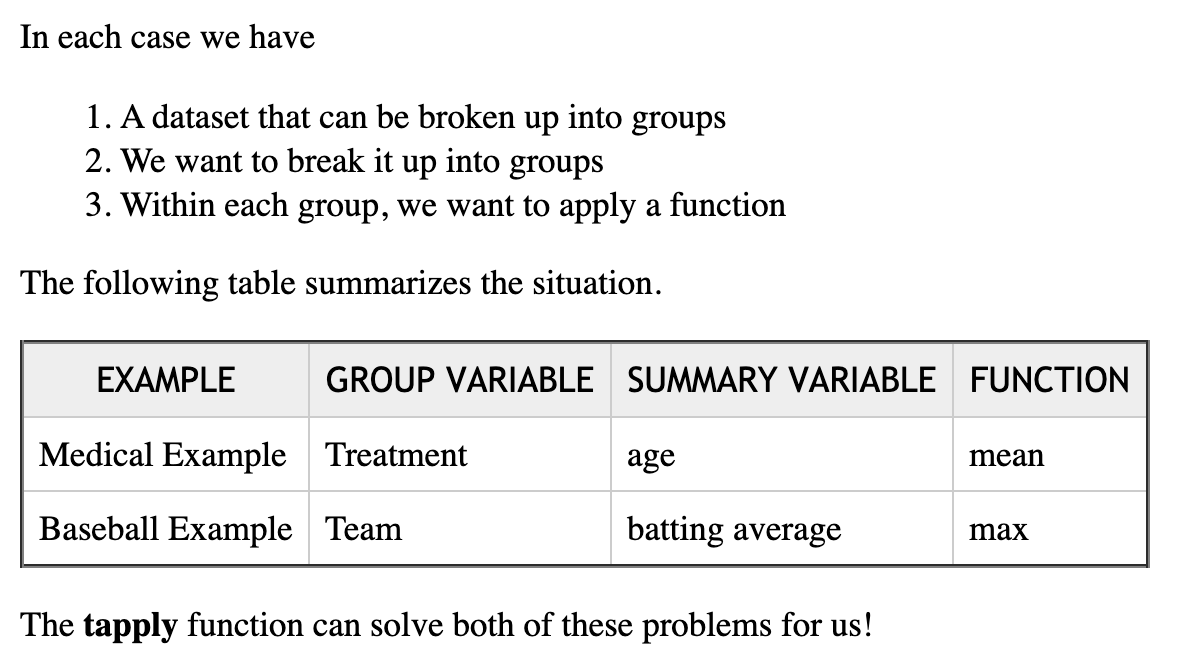 In each case we have
1. A dataset that can be broken up into groups
2. We want to break it up into groups
3. Within each group, we want to apply a function
The following table summarizes the situation.
EXAMPLE GROUP VARIABLE SUMMARY VARIABLE FUNCTION
Medical Example Treatment age mean
Baseball Example Team batting average max
The tapply function can solve both of these problems for us!